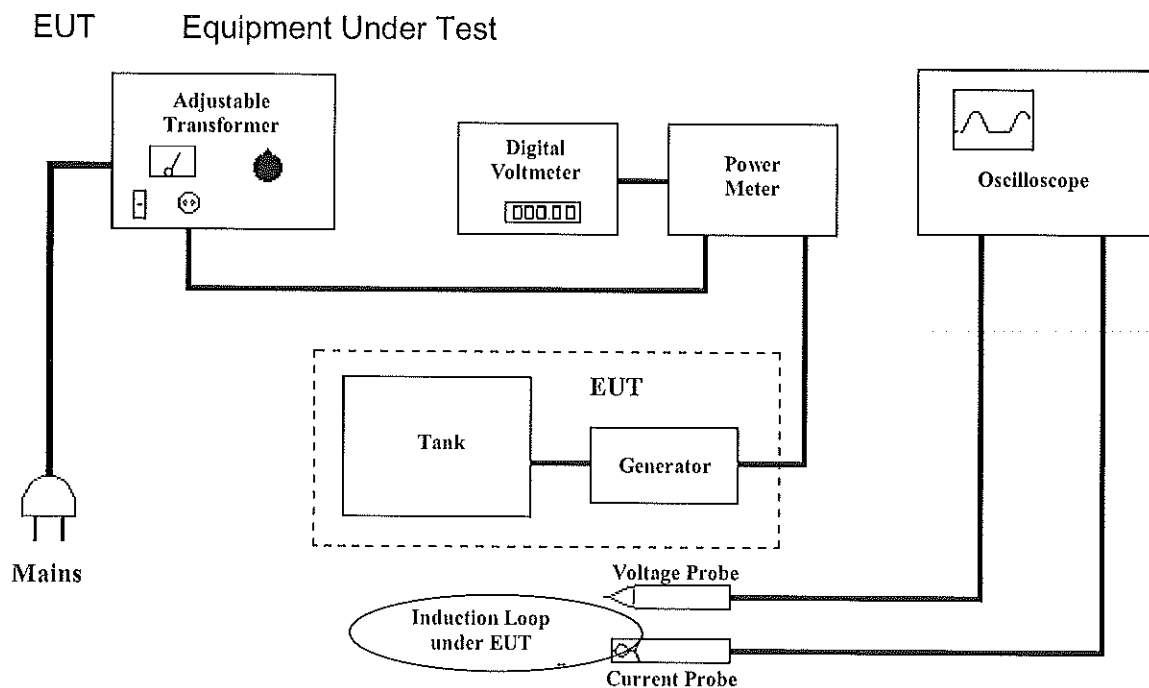 EUT Equipment Under Test
Adjustable
Transformer
Digital
Voltmeter
000.00
Power
Meter
Oscilloscope
EUT
Tank
Generator
Mains
Voltage Probe
Induction Loop
under EUT
Current Probe